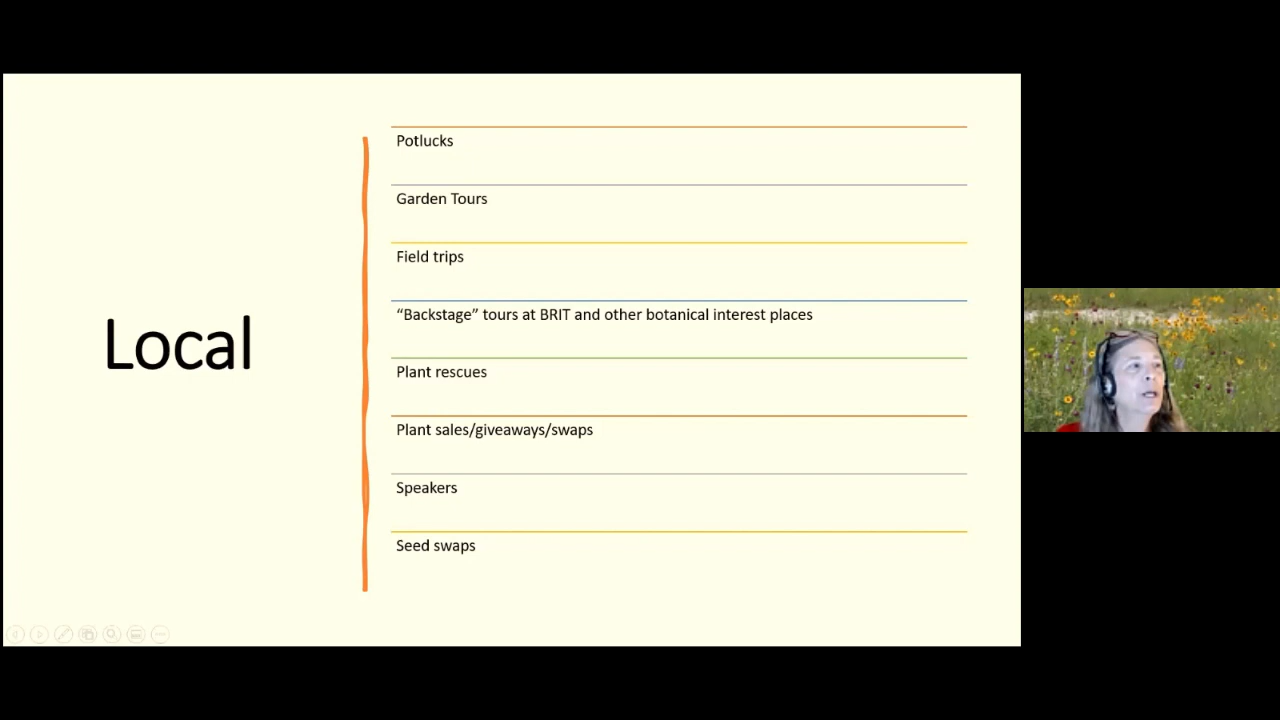 Local
Potlucks
Garden Tours
Field trips
“Backstage” tours at BRIT and other botanical interest places
Plant rescues
Plant sales/giveaways/swaps
Speakers
Seed swaps